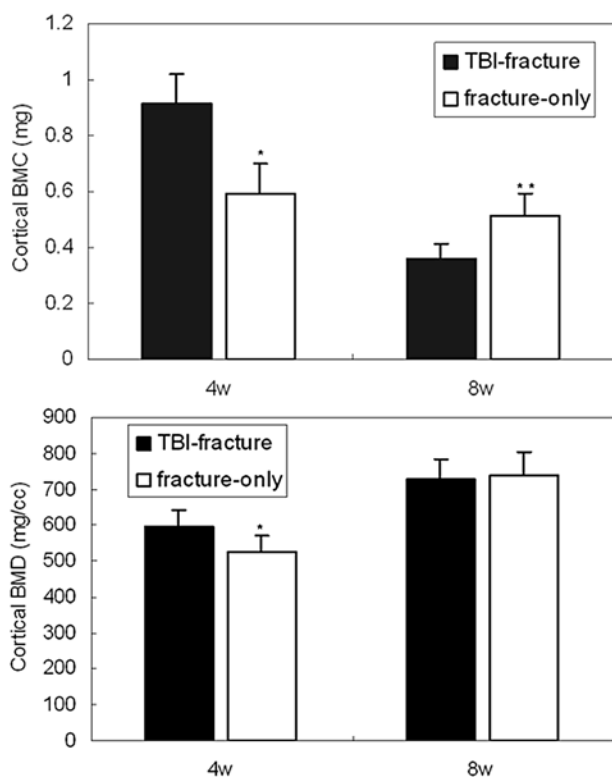 1.2
1
0.8
0.6
0.4
0.2
0
Cortical BMC (mg)
TBI-fracture
fracture-only
*
**
4w
8w
900
800
700
600
500
400
300
200
100
0
Cortical BMD (mg/cc)
TBI-fracture
fracture-only
*
4w
8w